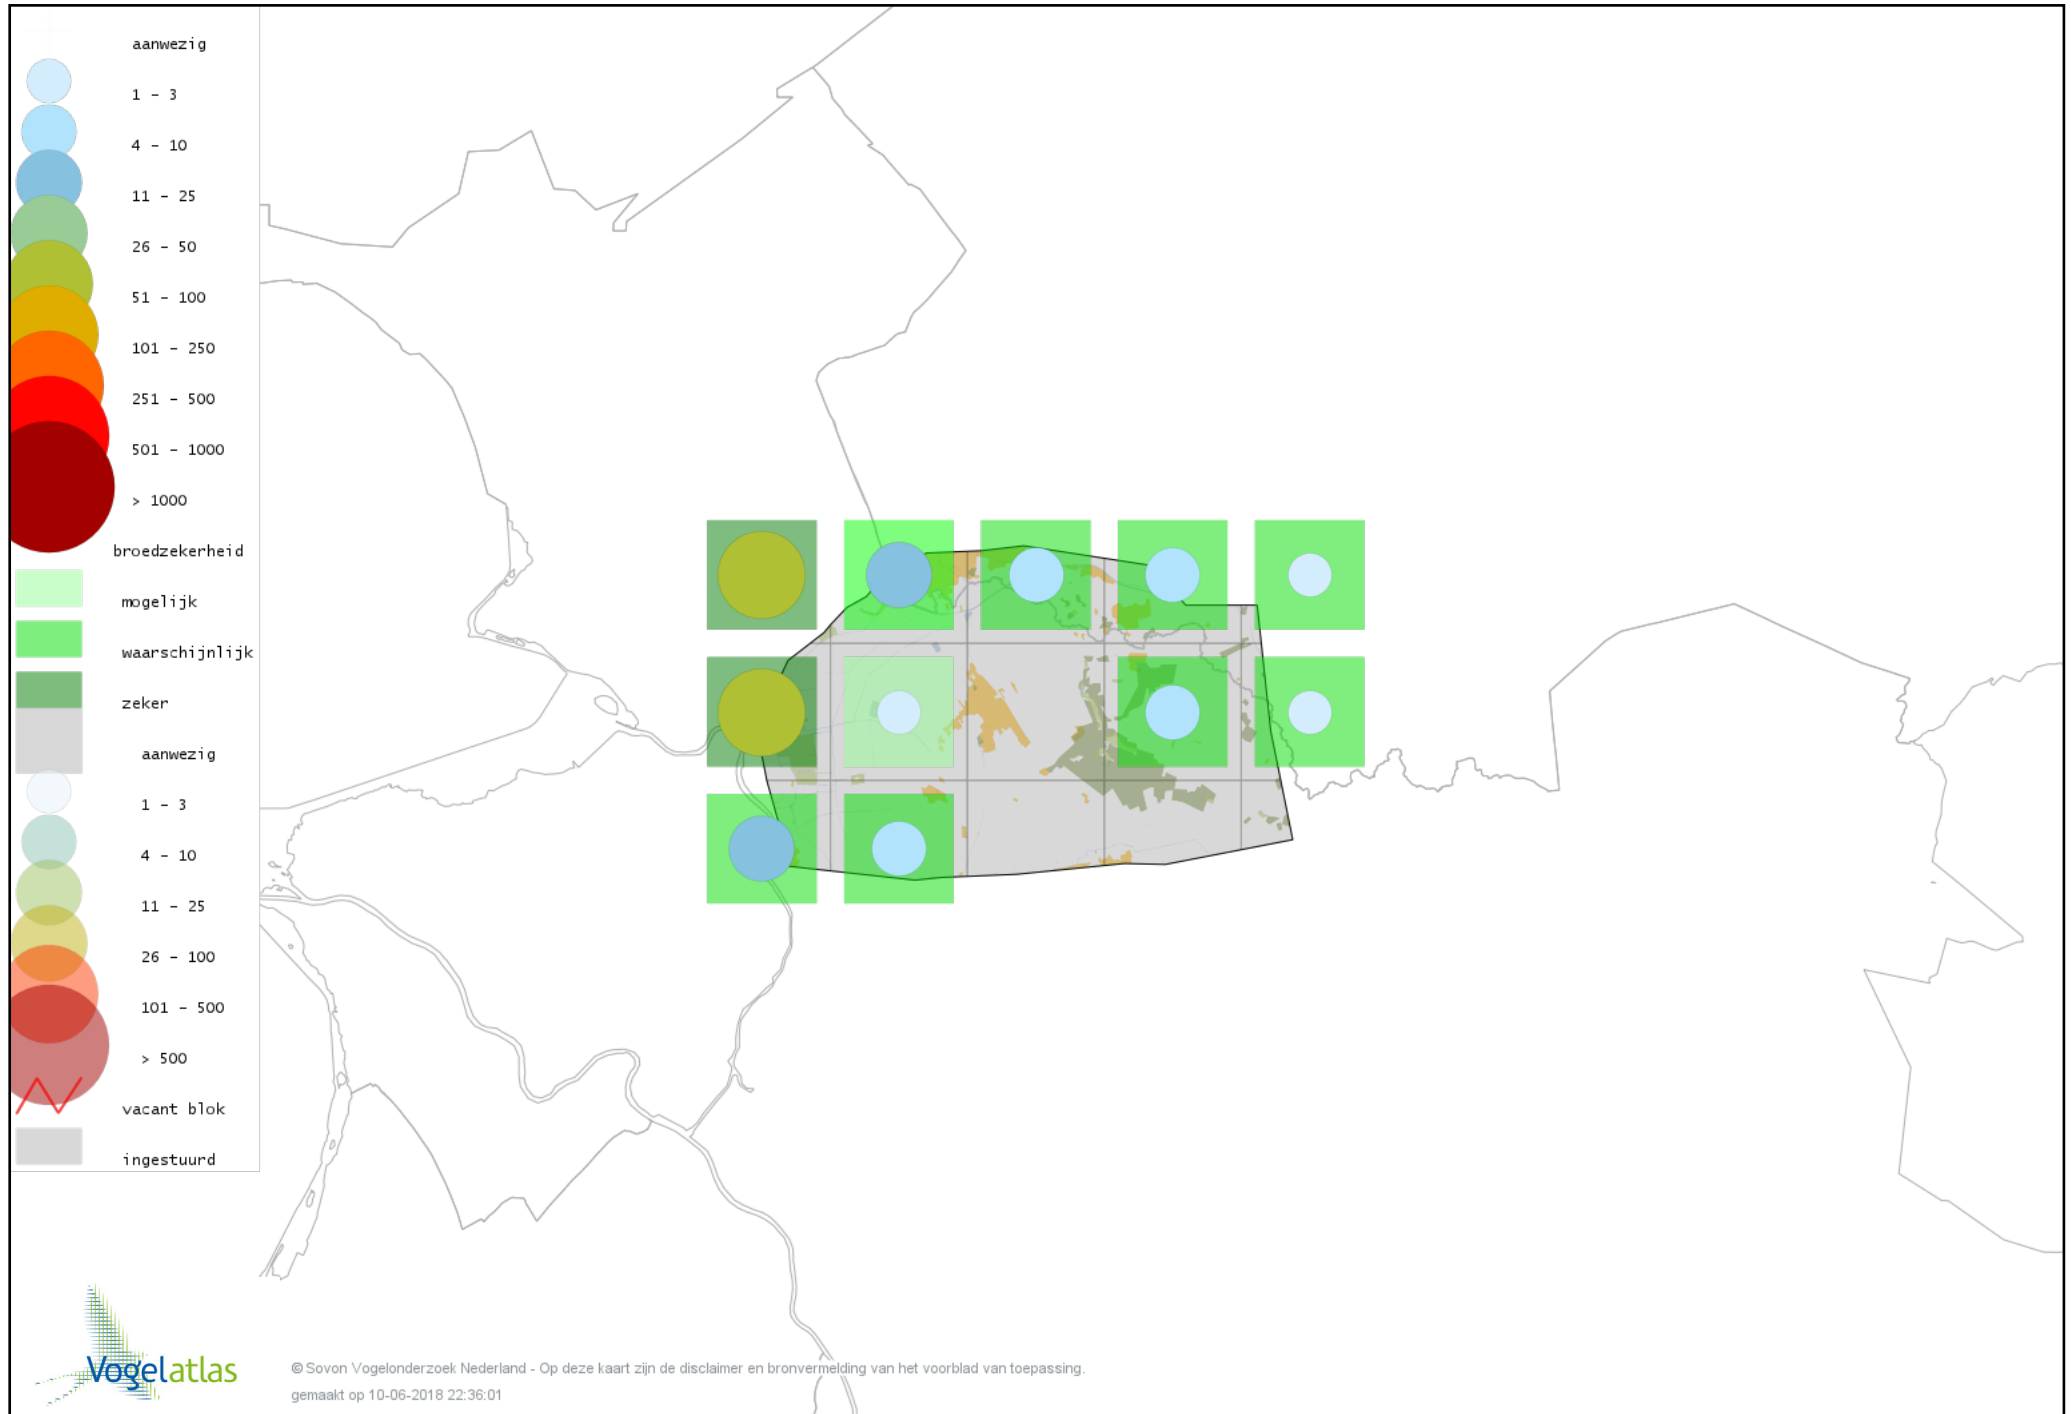 aanwezig
1 - 3
4 - 10
11 - 25
26 - 50
51 - 100
101 - 250
251 - 500
501 - 1000
> 1000
broedzekerheid
mogelijk
waarschijnlijk
zeker
aanwezig
1 - 3
4 - 10
11 - 25
26 - 100
101 - 500
> 500
vacant blok
ingestuurd
Vogelatlas
© Sovon Vogelonderzoek Nederland - Op deze kaart zijn de disclaimer en bronvermelding van het voorblad van toepassing.
gemaakt op 10-06-2018 22:36:01